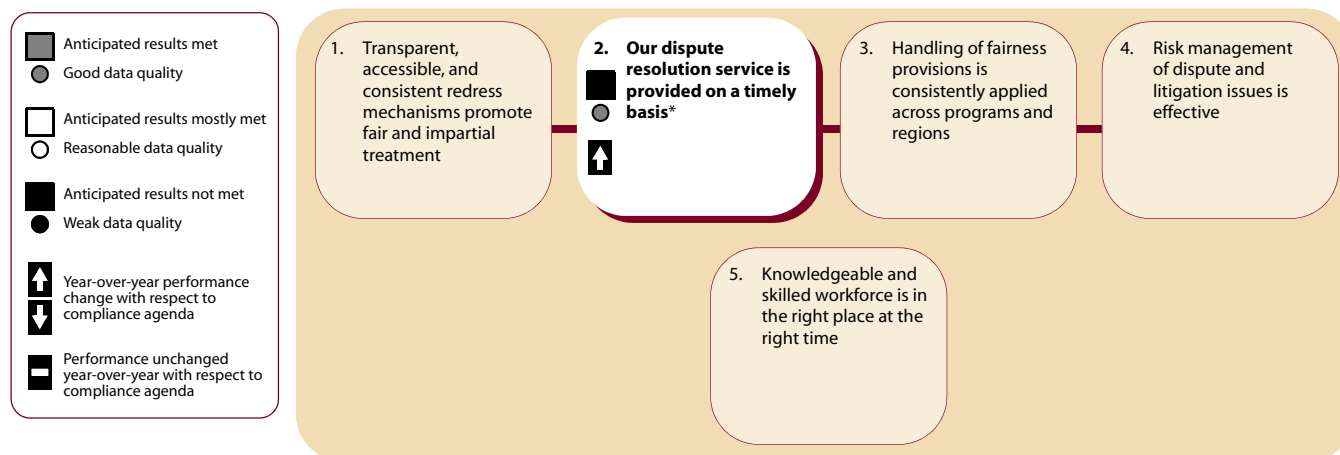 Anticipated results met
Good data quality
Anticipated results mostly met
Reasonable data quality
Anticipated results not met
Weak data quality
Year-over-year performance
change with respect to
compliance agenda
Performance unchanged
year-over-year with respect to
compliance agenda
1. Transparent,
accessible, and
consistent redress
mechanisms promote
fair and impartial
treatment
2. Our dispute
resolution service is
provided on a timely
basis*
3. Handling of fairness
provisions is
consistently applied
across programs and
regions
4. Risk management
of dispute and
litigation issues is
effective
5. Knowledgeable and
skilled workforce is in
the right place at the
right time